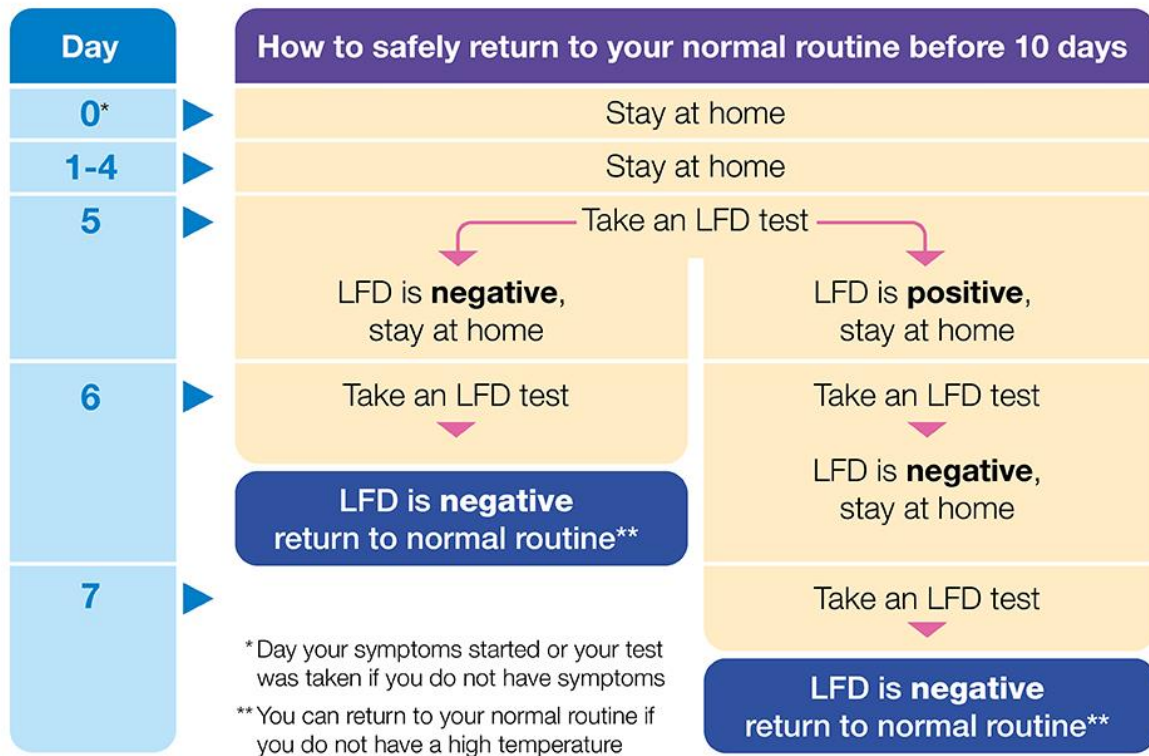 Day
How to safely return to your normal routine before 10 days
0*
Stay at home
1-4
Stay at home
5
Take an LFD test
LFD is negative,
stay at home
LFD is positive,
stay at home
6
Take an LFD test
LFD is negative
return to normal routine**
Take an LFD test
LFD is negative,
stay at home
7
Take an LFD test
LFD is negative
return to normal routine**
* Day your symptoms started or your test
was taken if you do not have symptoms
** You can return to your normal routine if
you do not have a high temperature